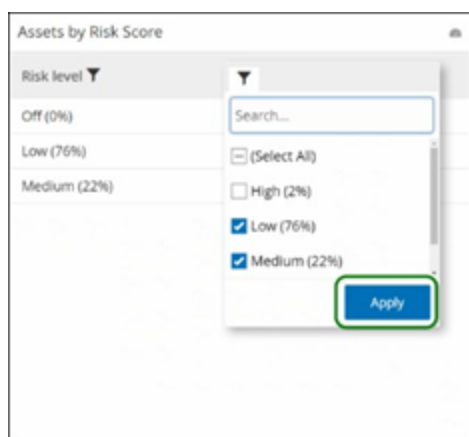 Assets by Risk Score
Risk level
Off (0%)
Low (76%)
Medium (22%)
Search...
(Select All)
High (2%)
Low (76%)
Medium (22%)
Apply